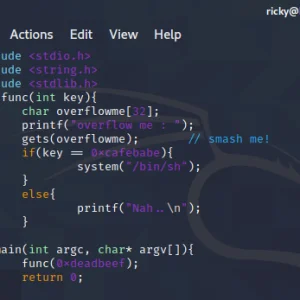 ricky@
Actions Edit View Help
ude <stdio.h>
ude <string.h>
ude <stdlib.h>
func(int key){
char overflowme[32];
printf("overflow me : ");
gets(overflowme); // smash me!
if(key == 0xcafebabe){
system("/bin/sh");
}
else{
printf("Nah..\n");
}
main(int argc, char* argv[]){
func(0xdeadbeef);
return 0;